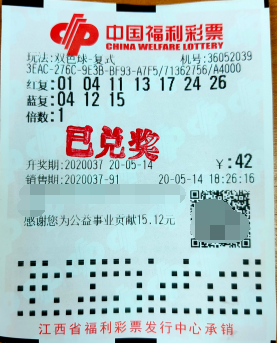 中国福利彩票
CHINA WELFARE LOTTERY
玩法:双色球-复式 机号:36052039
3EAC-276C-9E3B-BF93-A7F5/71362756/A4000
红复:01 04 11 13 17 24 26
蓝复:04 12 15
倍数:1
已兑奖
开奖期:2020037 20-05-14 ¥:42
销售期:2020037-91 20-05-14 18:26:16
感谢您为公益事业贡献15.12元
江西省福利彩票发行中心承销